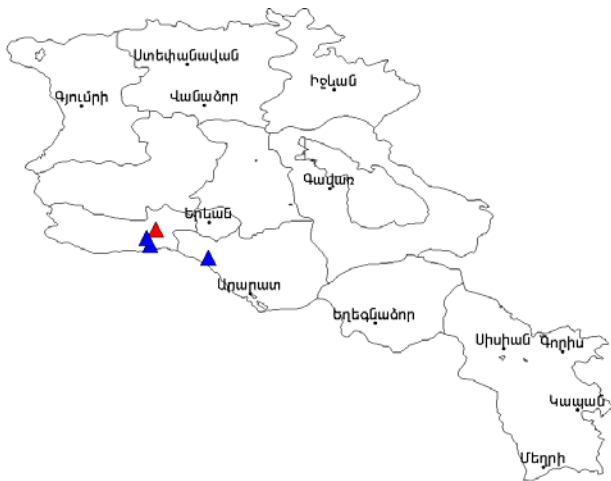 Ստեփանավան
Իջևան
Գյումրի
Վանաձոր
Գավառ
Երևան
Արարատ
Եղեգնաձոր
Սիսիան
Գորիս
Կապան
Մեղրի